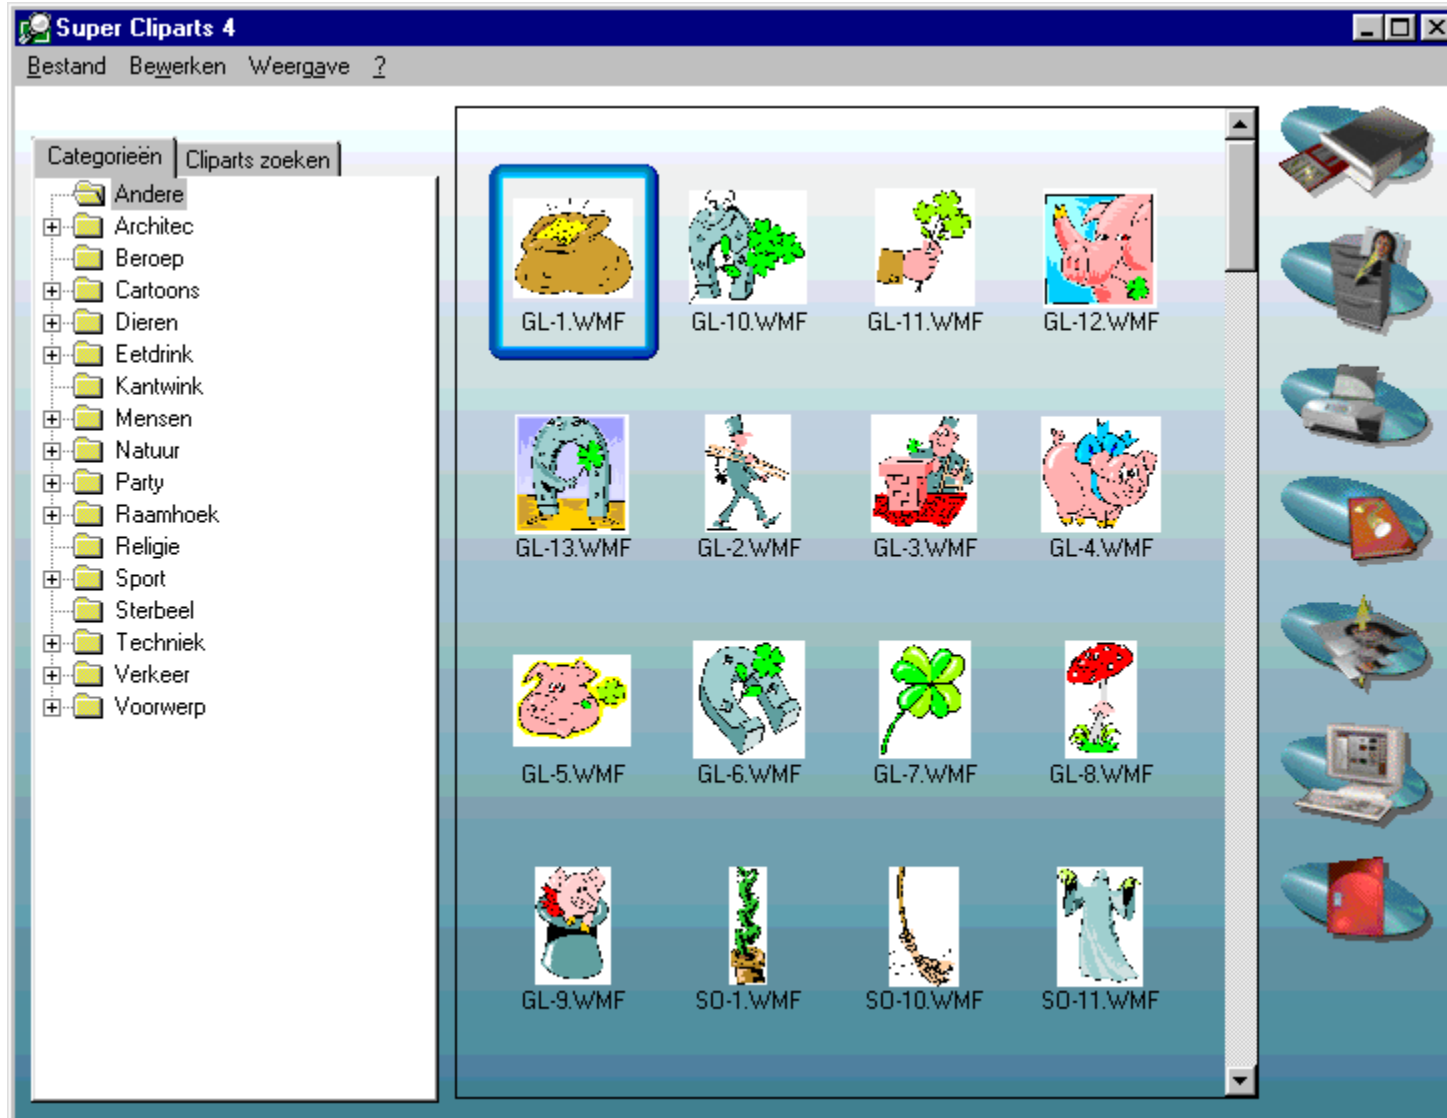 Super Cliparts 4
Bestand Bewerken Weergave ?
Categorieën Cliparts zoeken
Andere
Architec
Beroep
Cartoons
Dieren
Eetdrink
Kantwink
Mensen
Natuur
Party
Raamhoek
Religie
Sport
Sterbeel
Techniek
Verkeer
Voorwerp
GL-1.WMF GL-10.WMF GL-11.WMF GL-12.WMF
GL-13.WMF GL-2.WMF GL-3.WMF GL-4.WMF
GL-5.WMF GL-6.WMF GL-7.WMF GL-8.WMF
GL-9.WMF SO-1.WMF SO-10.WMF SO-11.WMF